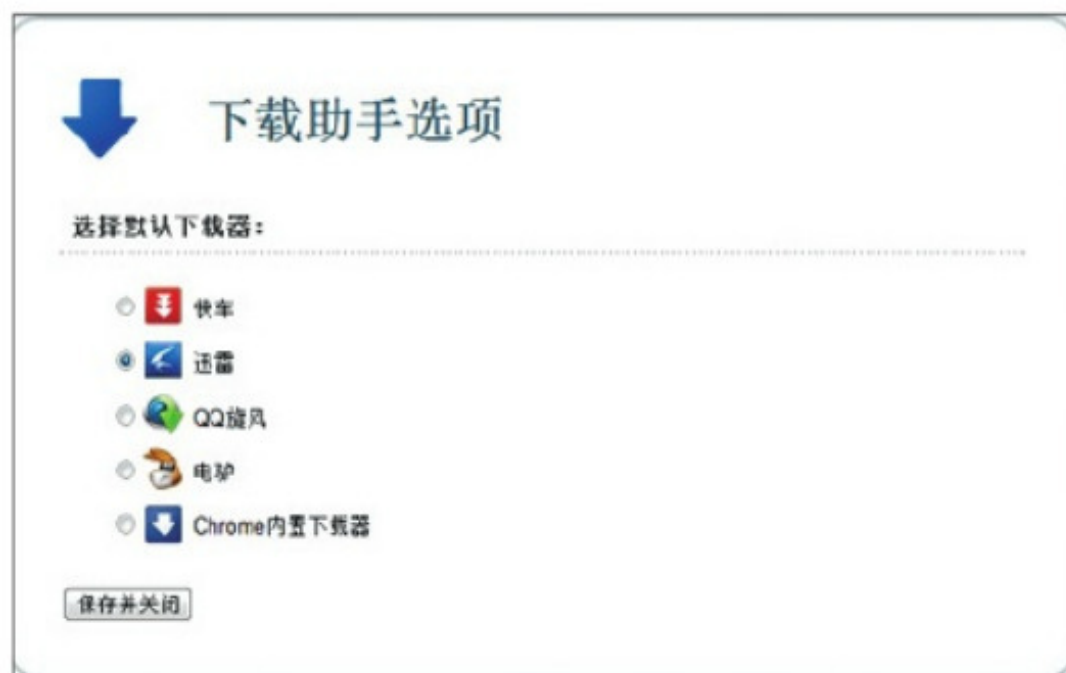 下载助手选项
选择默认下载器：
快车
迅雷
QQ旋风
电驴
Chrome内置下载器
保存并关闭